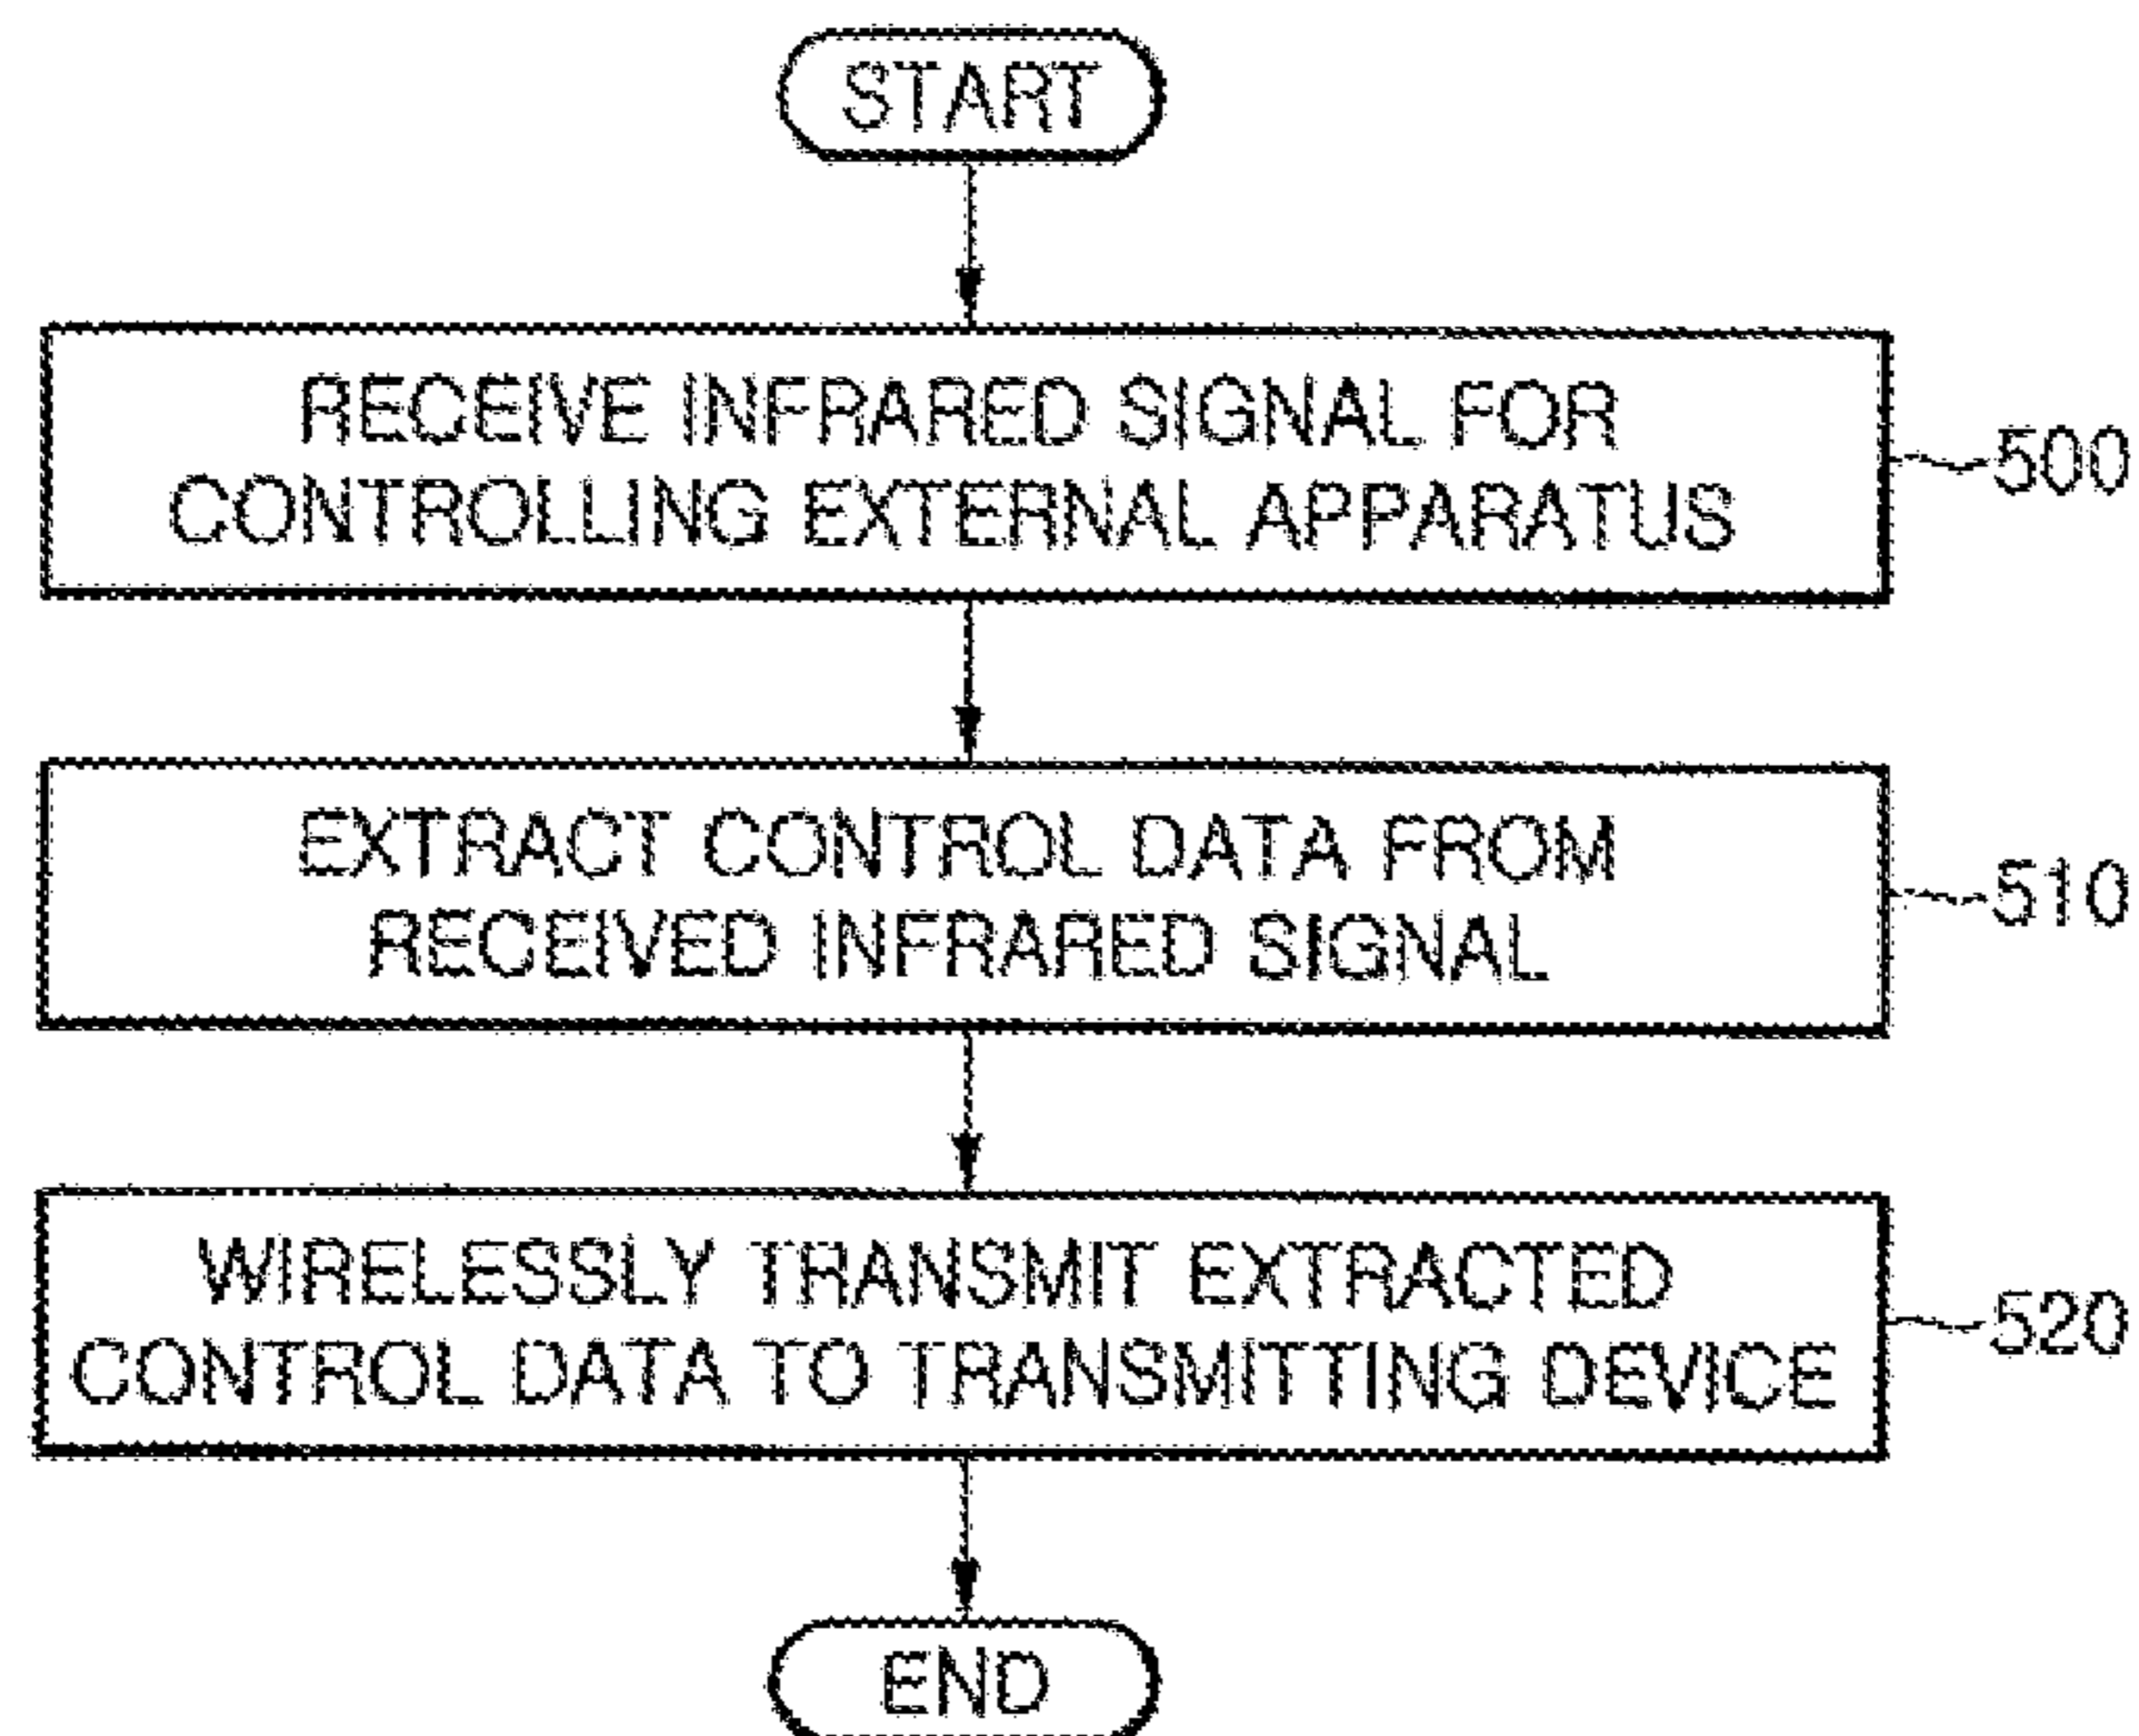 START
RECEIVE INFRARED SIGNAL FOR
CONTROLLING EXTERNAL APPARATUS
500
EXTRACT CONTROL DATA FROM
RECEIVED INFRARED SIGNAL
510
WIRELESSLY TRANSMIT EXTRACTED
CONTROL DATA TO TRANSMITTING DEVICE
520
END